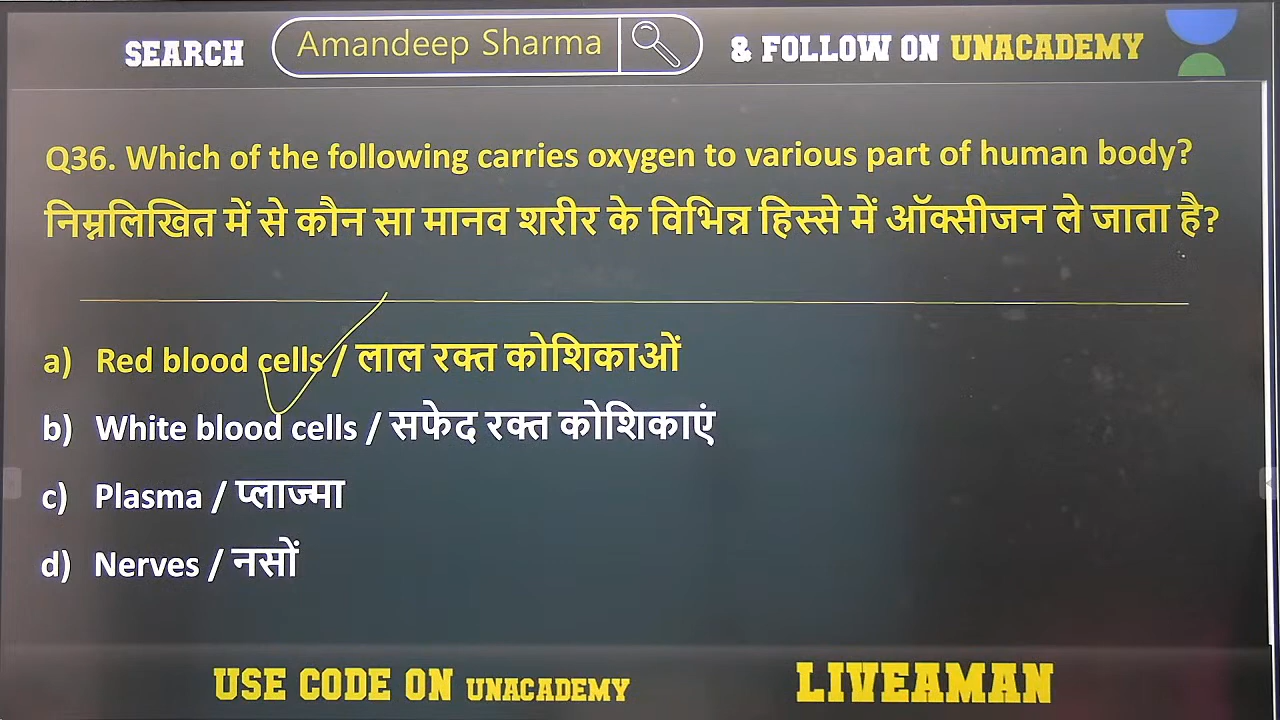 SEARCH Amandeep Sharma & FOLLOW ON UNACADEMY
Q36. Which of the following carries oxygen to various part of human body?
निम्नलिखित में से कौन सा मानव शरीर के विभिन्न हिस्से में ऑक्सीजन ले जाता है?
a) Red blood cells / लाल रक्त कोशिकाओं
b) White blood cells / सफेद रक्त कोशिकाएं
c) Plasma / प्लाज्मा
d) Nerves / नसों
USE CODE ON UNACADEMY LIVEAMAN